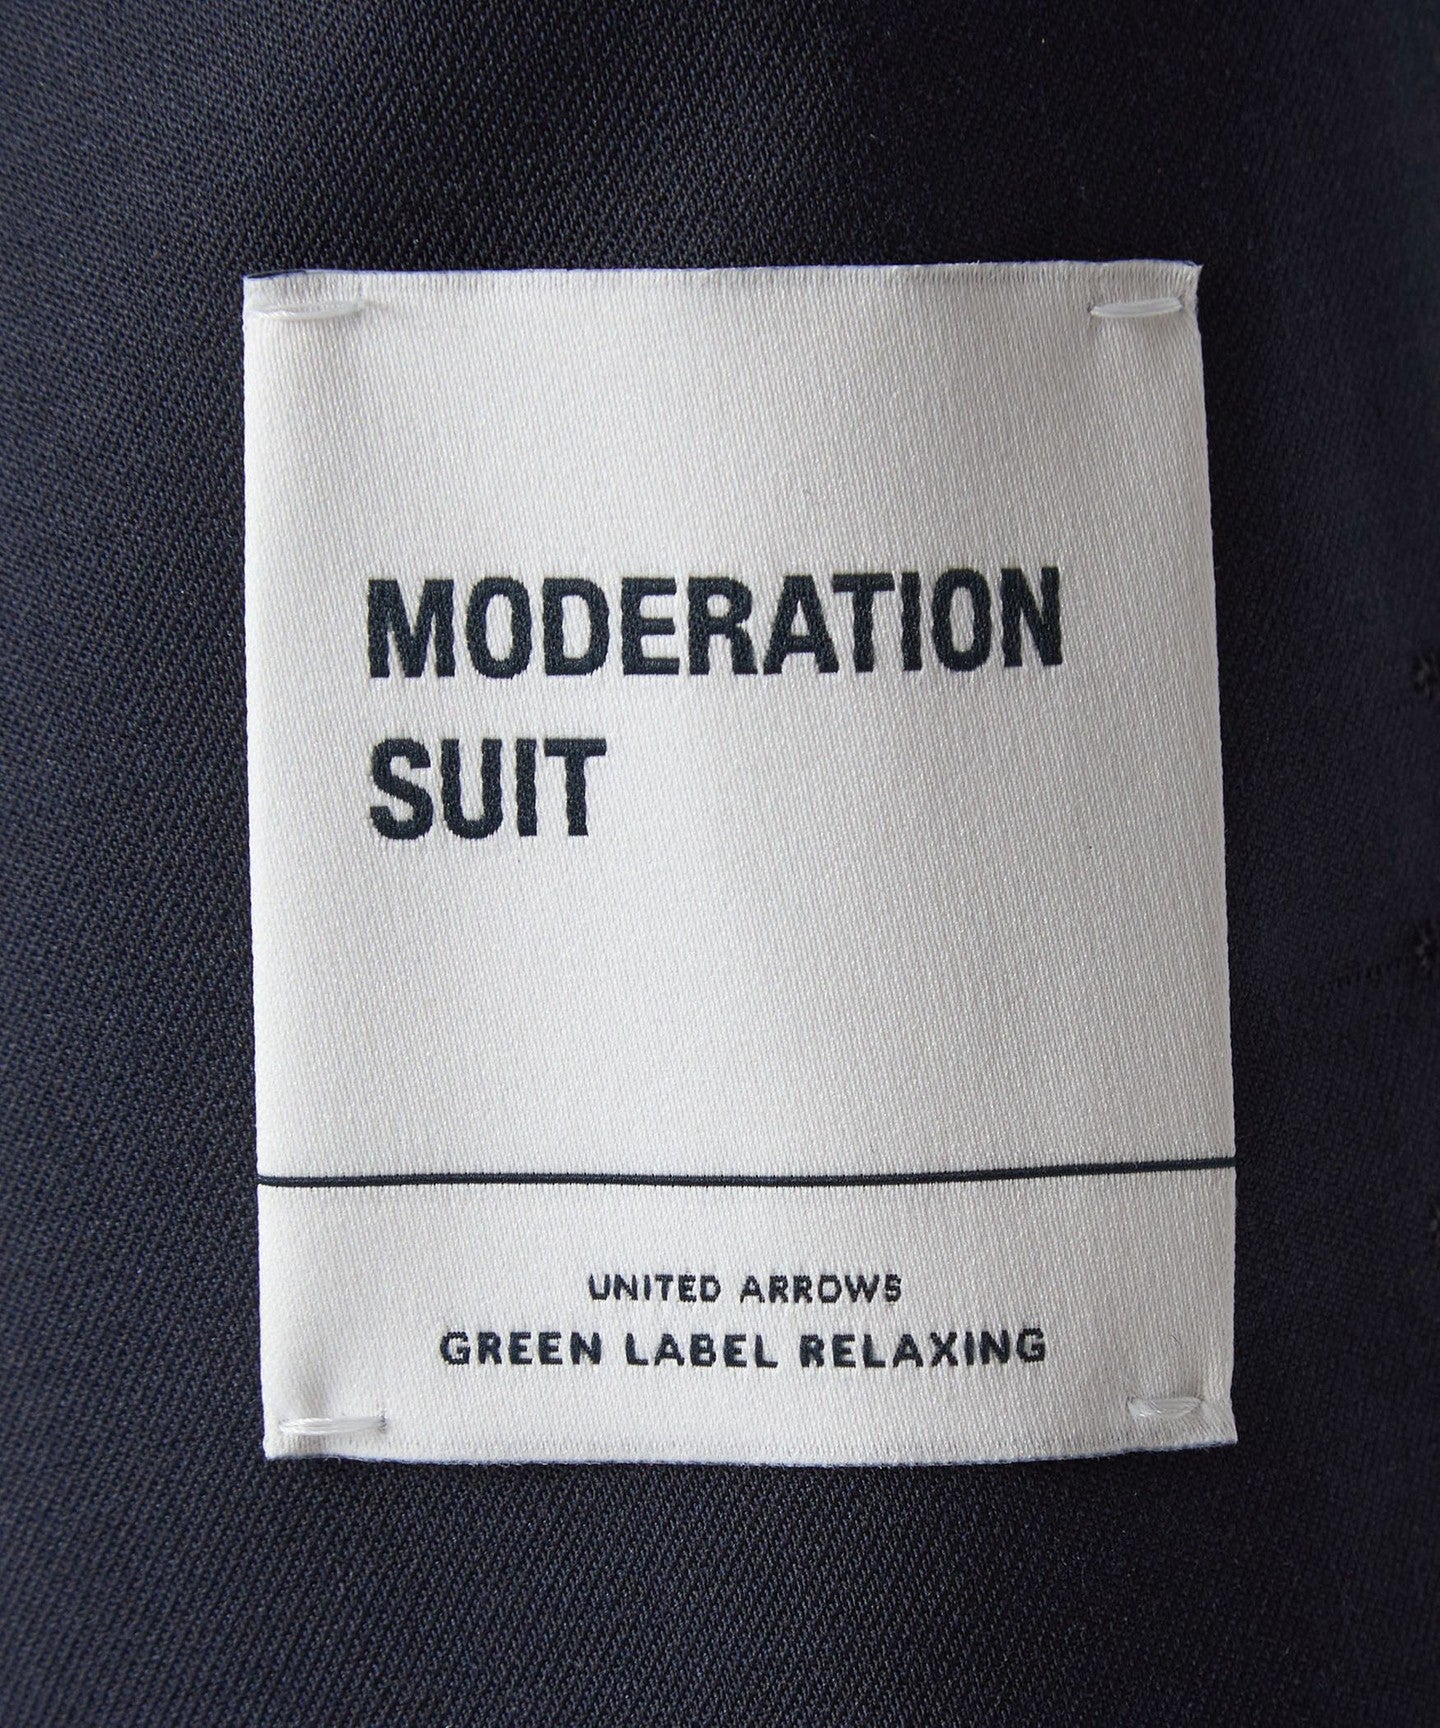 MODERATION
SUIT
UNITED ARROWS
GREEN LABEL RELAXING